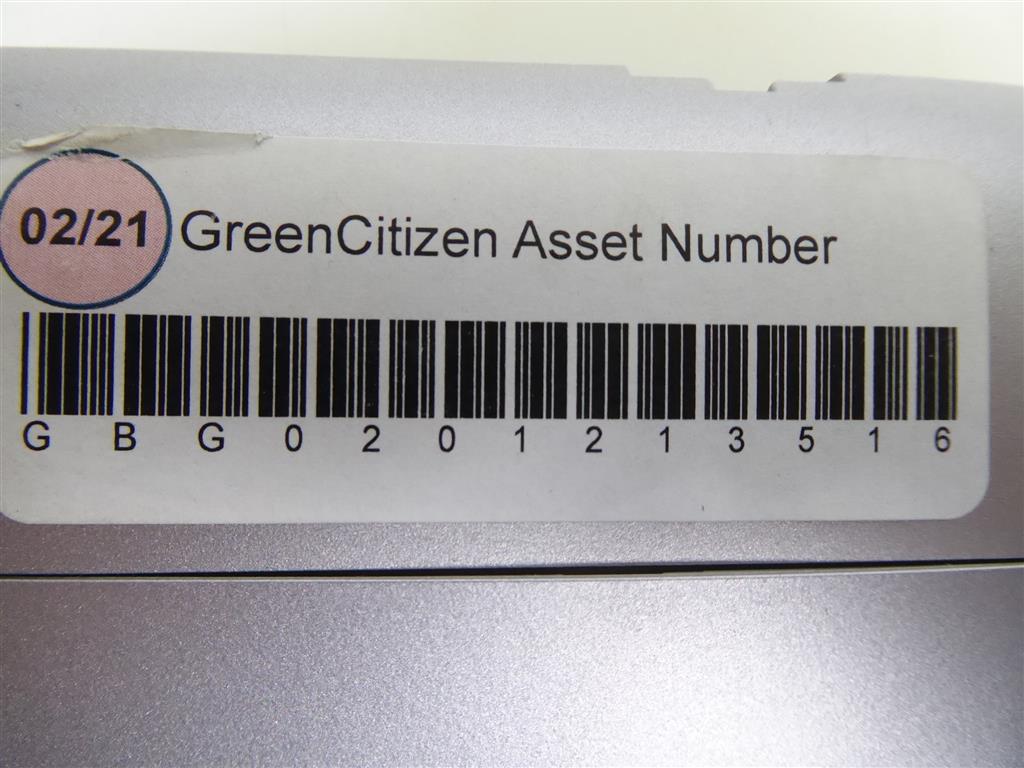 02/21 GreenCitizen Asset Number
G B G 0 2 0 1 2 1 3 5 1 6